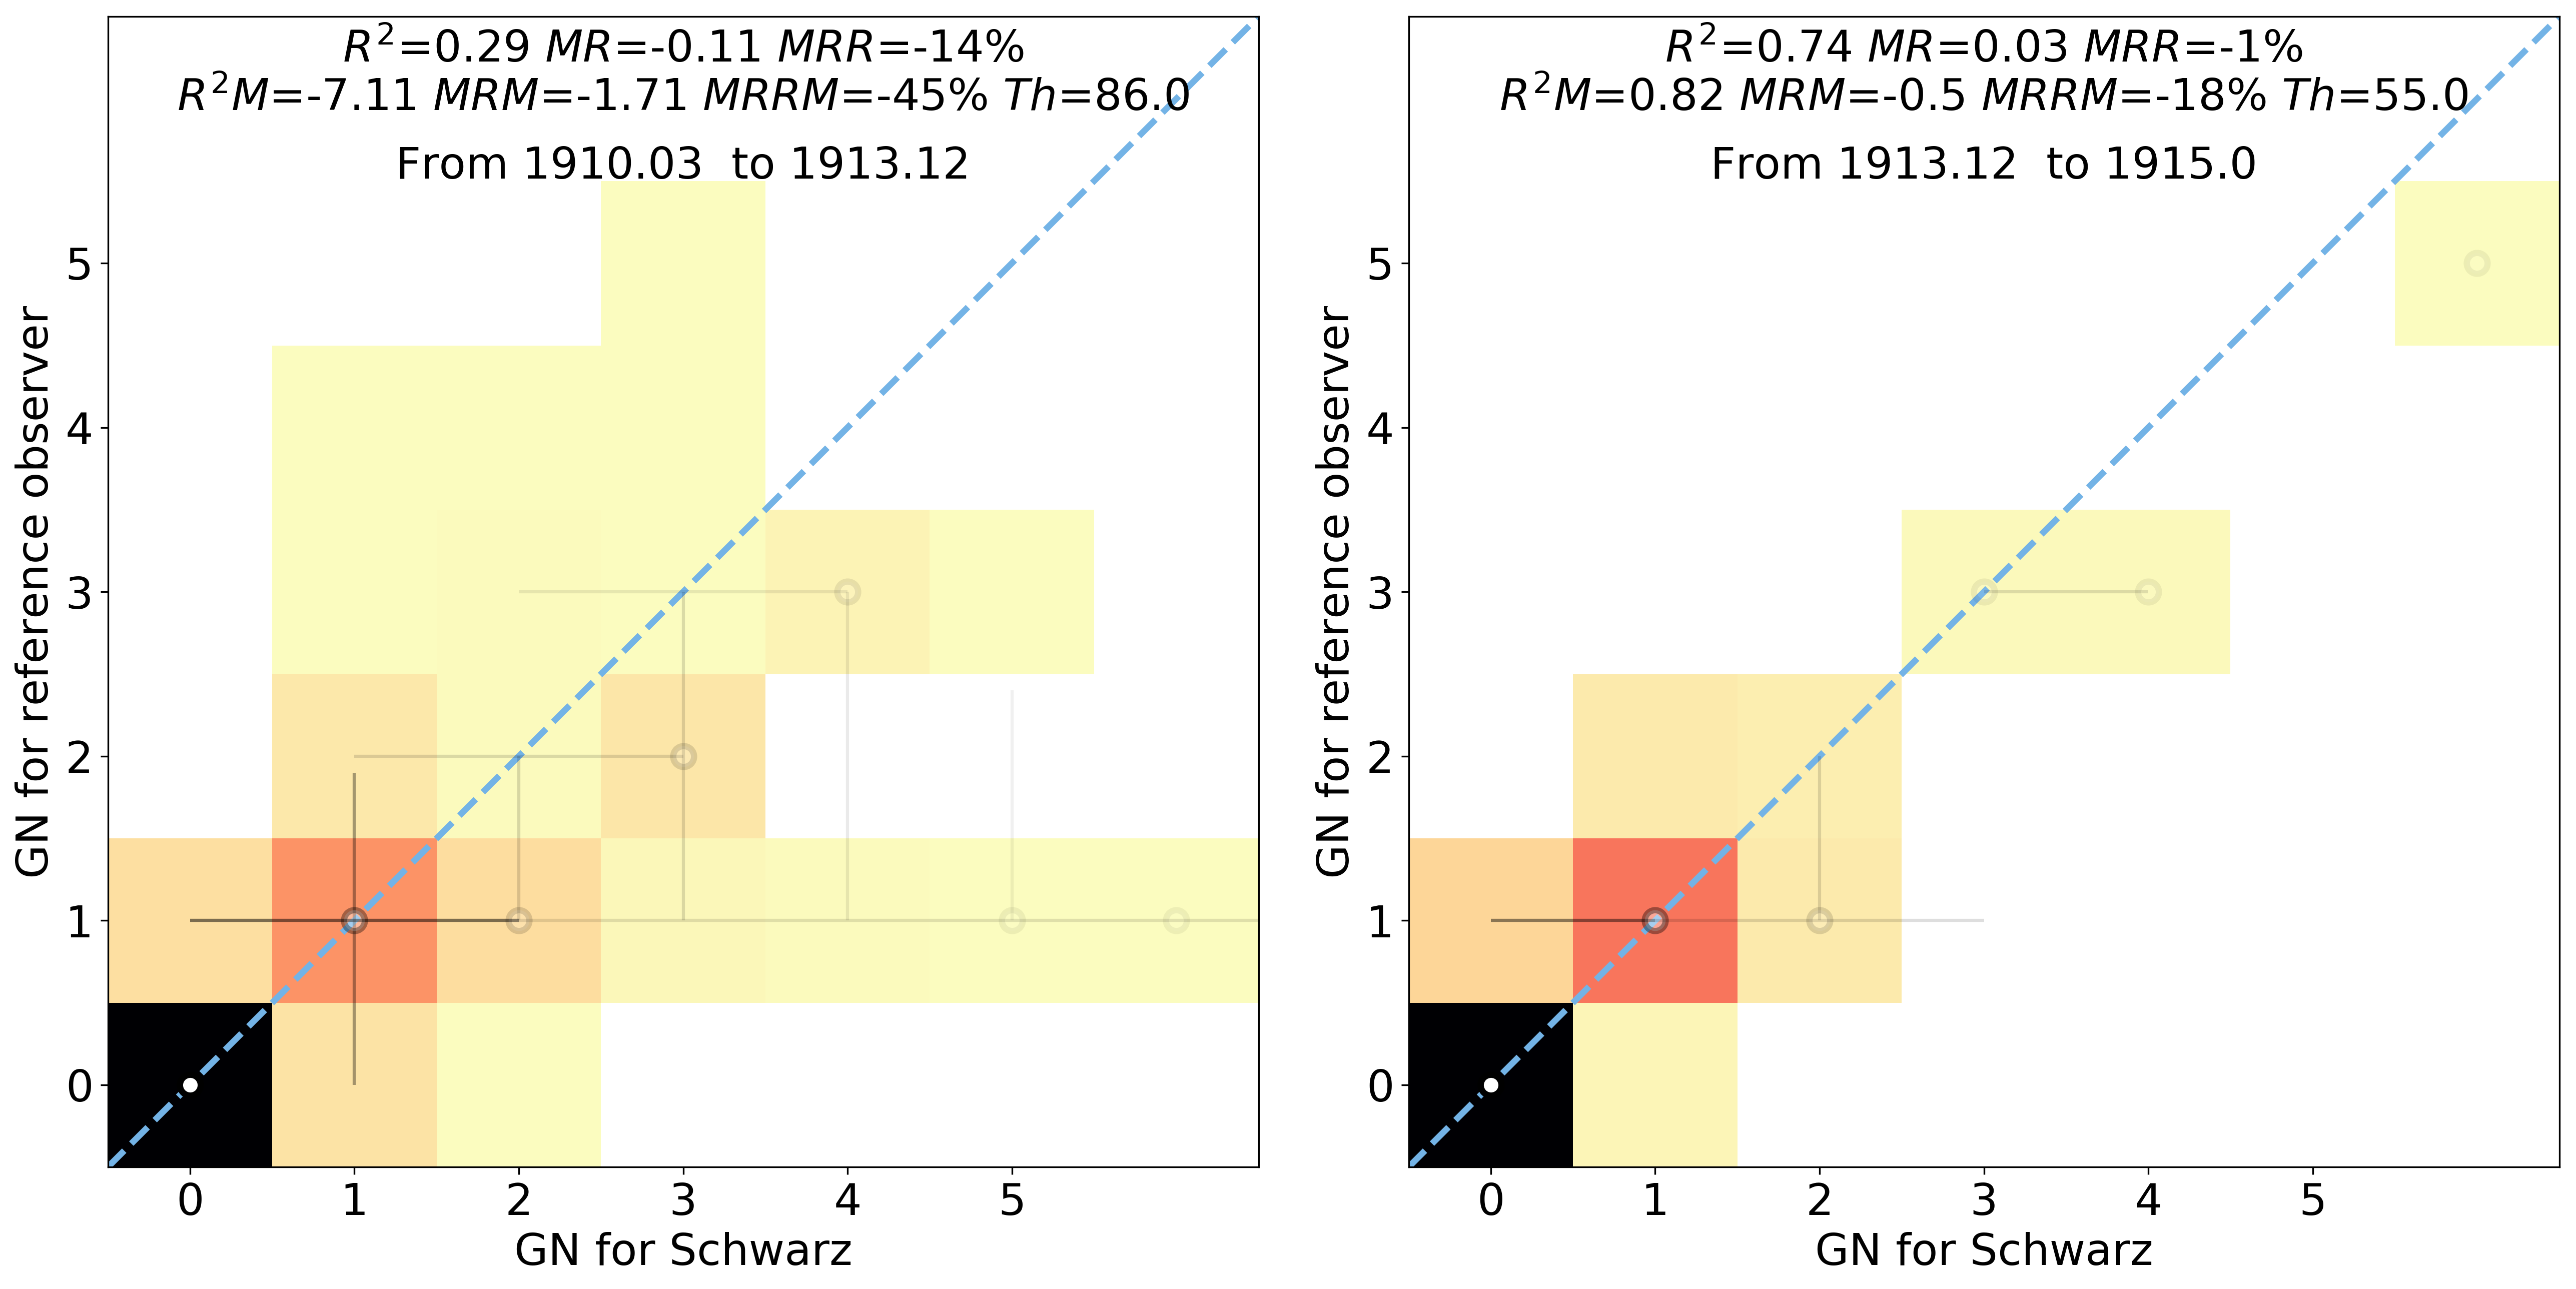 R²=0.29 MR=-0.11 MRR=-14%
R²M=-7.11 MRM=-1.71 MRRM=-45% Th=86.0
From 1910.03  to 1913.12
GN for reference observer
5
4
3
2
1
0
0 1 2 3 4 5
GN for Schwarz
R²=0.74 MR=0.03 MRR=-1%
R²M=0.82 MRM=-0.5 MRRM=-18% Th=55.0
From 1913.12  to 1915.0
GN for reference observer
5
4
3
2
1
0
0 1 2 3 4 5
GN for Schwarz